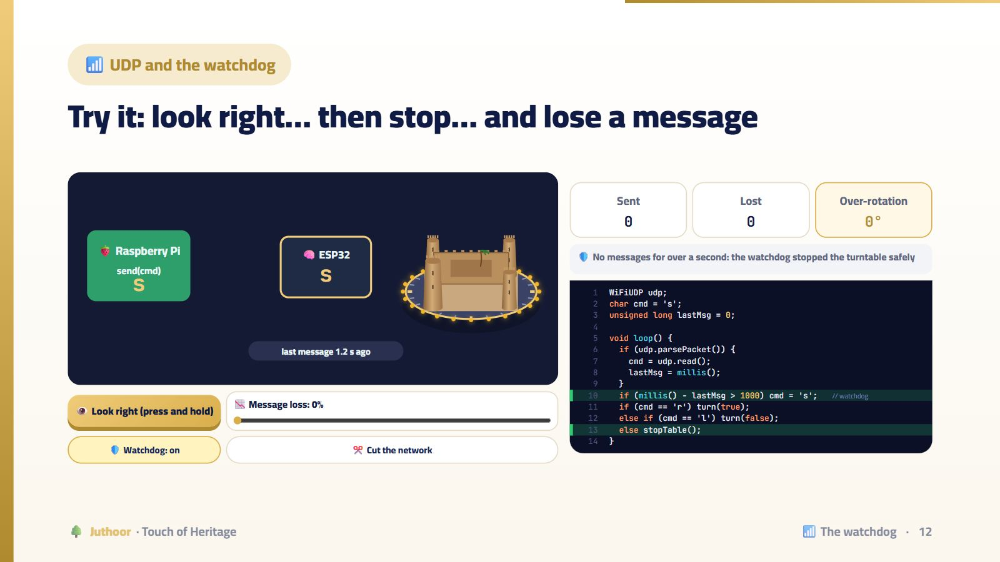 UDP and the watchdog
Try it: look right... then stop... and lose a message
Raspberry Pi
send(cmd)
S
ESP32
S
last message 1.2 s ago
Look right (press and hold)
Message loss: 0%
Watchdog: on
Cut the network
Sent
0
Lost
0
Over-rotation
0°
No messages for over a second: the watchdog stopped the turntable safely
1 WiFiUDP udp;
2 char cmd = 's';
3 unsigned long lastMsg = 0;
4
5 void loop() {
6 if (udp.parsePacket()) {
7 cmd = udp.read();
8 lastMsg = millis();
9 }
10 if (millis() - lastMsg > 1000) cmd = 's'; // watchdog
11 if (cmd == 'r') turn(true);
12 else if (cmd == 'l') turn(false);
13 else stopTable();
14 }
Juthoor · Touch of Heritage
The watchdog · 12